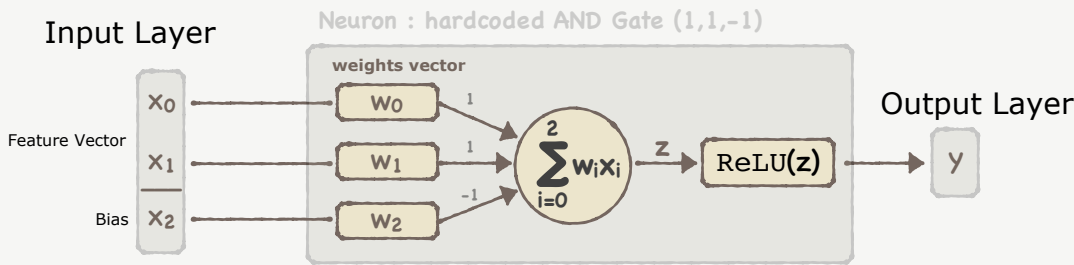 Neuron : hardcoded AND Gate (1,1,-1)
Input Layer
weights vector
x₀
w₀
1
Output Layer
Feature Vector
x₁
w₁
1
2
∑ wᵢxᵢ
i=0
z
ReLU(z)
y
Bias
x₂
w₂
-1